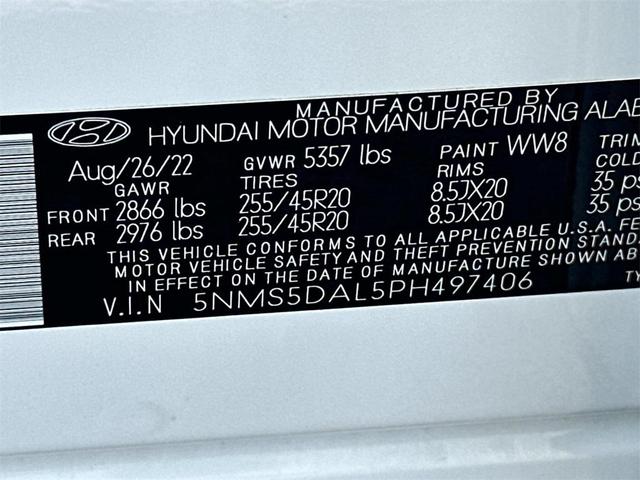 MANUFACTURED BY
HYUNDAI MOTOR MANUFACTURING ALAB
Aug/26/22 GVWR 5357 lbs PAINT WW8 TRIM
GAWR TIRES RIMS COLD
FRONT 2866 lbs 255/45R20 8.5JX20 35 ps
REAR 2976 lbs 255/45R20 8.5JX20 35 ps
THIS VEHICLE CONFORMS TO ALL APPLICABLE U.S.A. FE
MOTOR VEHICLE SAFETY AND THEFT PREVENTION STAND
IN EFFECT ON THE DATE OF MANUFACTURE SHOWN AB
V.I.N 5NMS5DAL5PH497406 TY